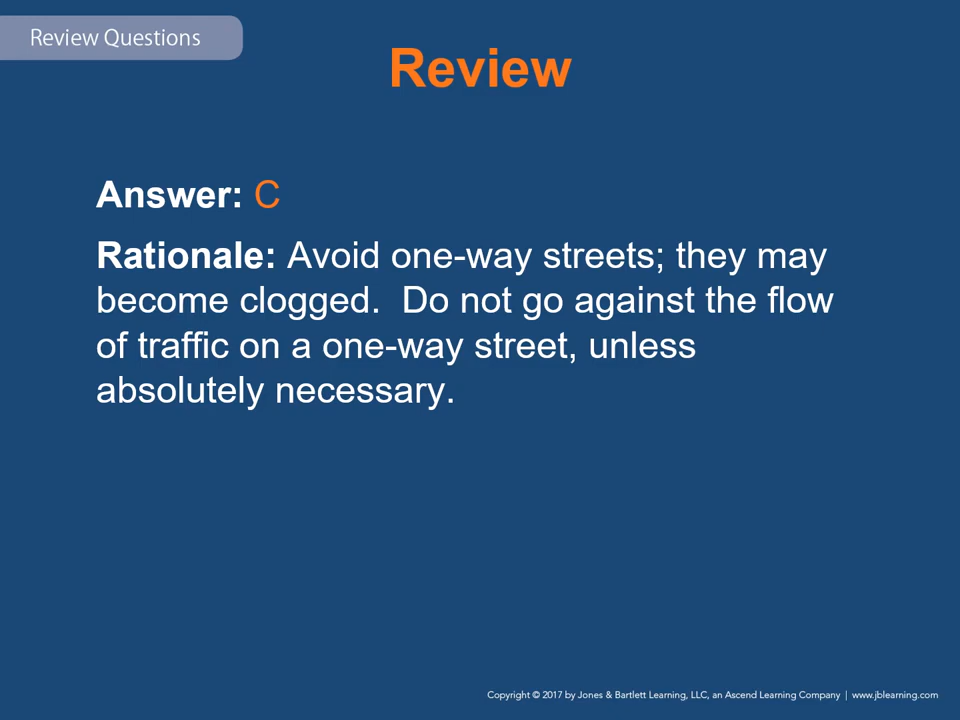 Review Questions
Review
Answer: C
Rationale: Avoid one-way streets; they may
become clogged.  Do not go against the flow
of traffic on a one-way street, unless
absolutely necessary.
Copyright © 2017 by Jones & Bartlett Learning, LLC, an Ascend Learning Company | www.jblearning.com